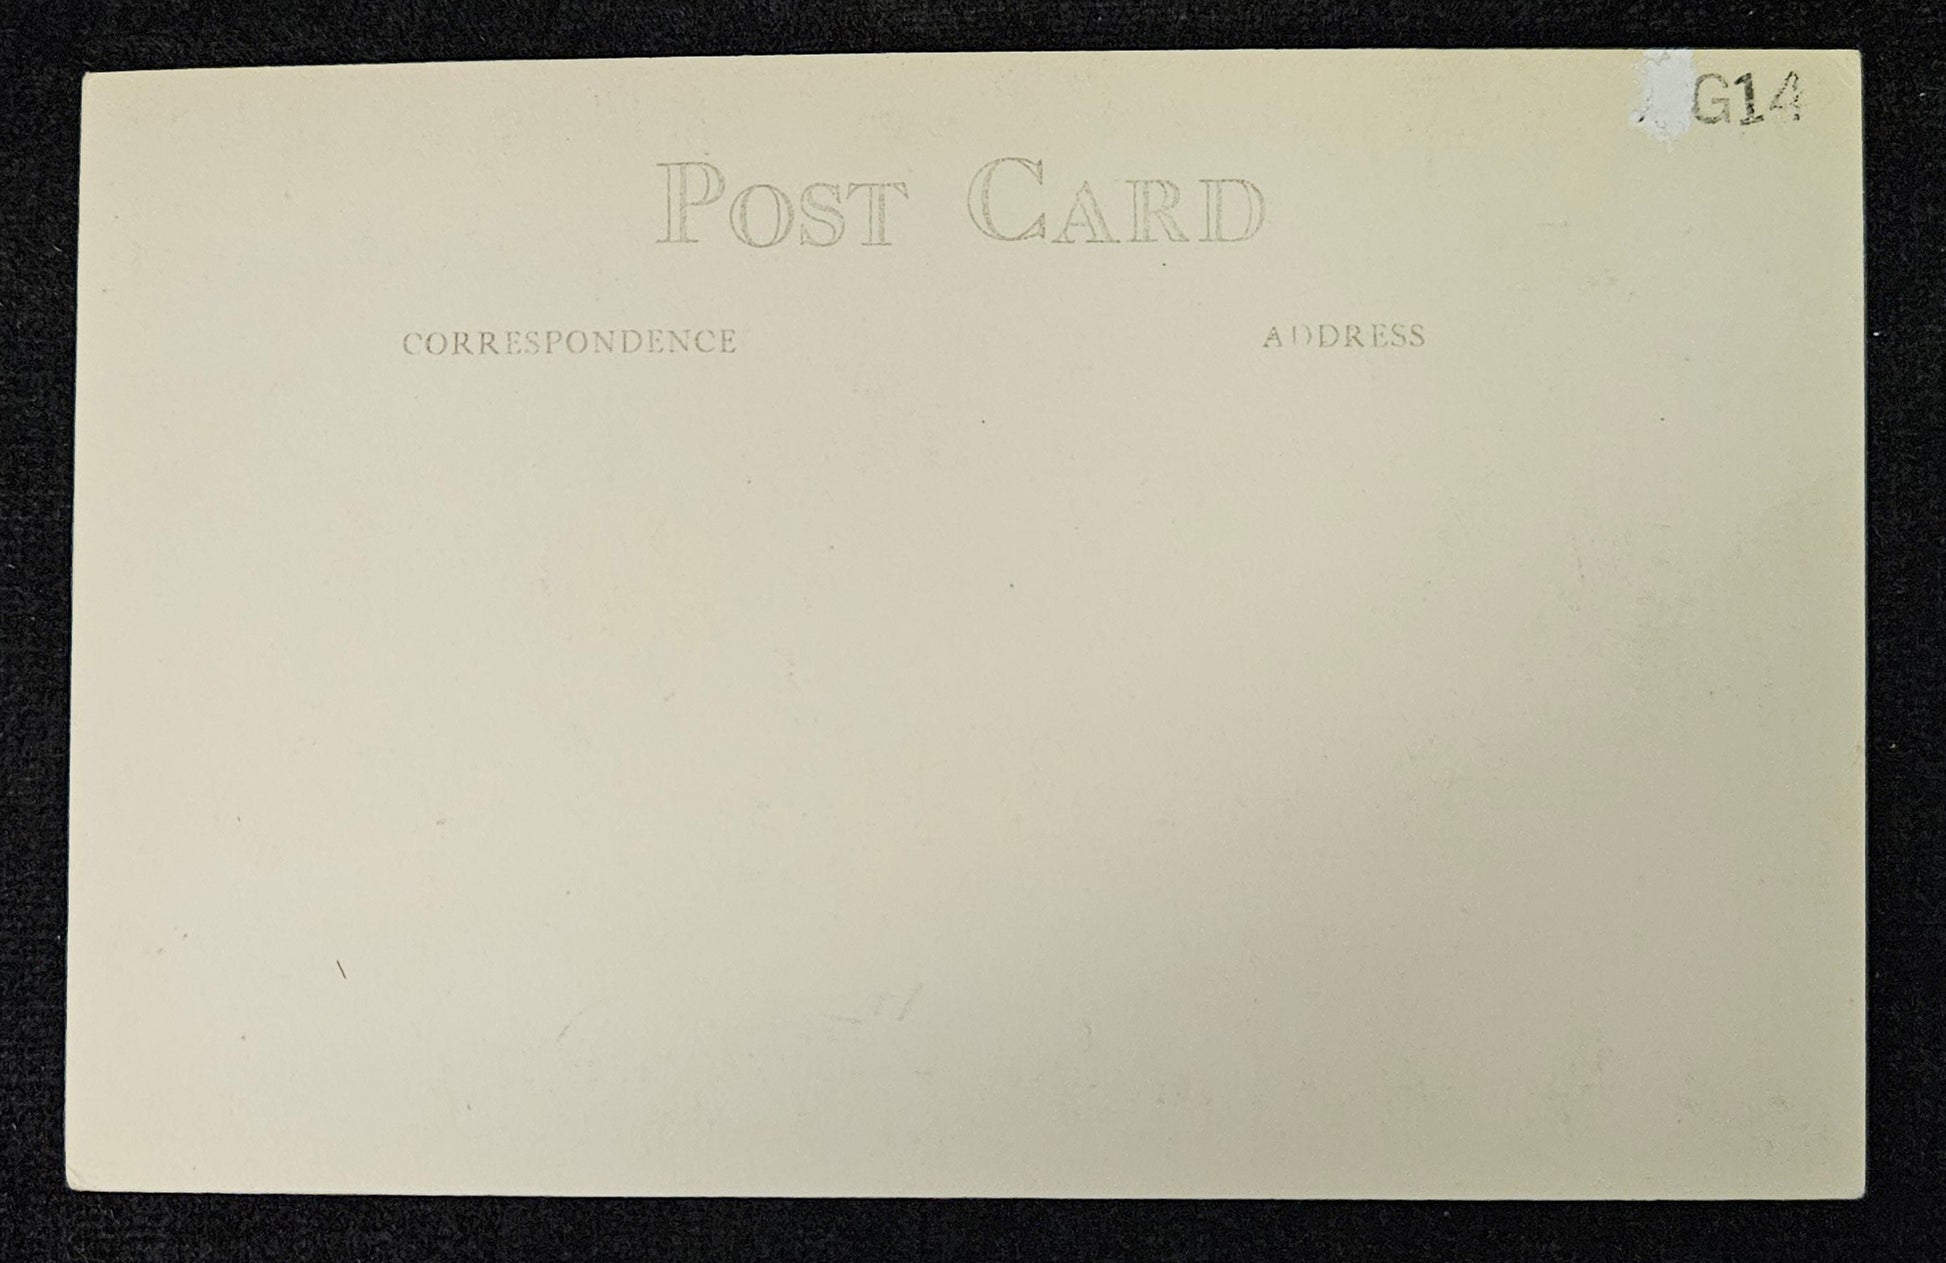 G14
POST CARD
CORRESPONDENCE
ADDRESS